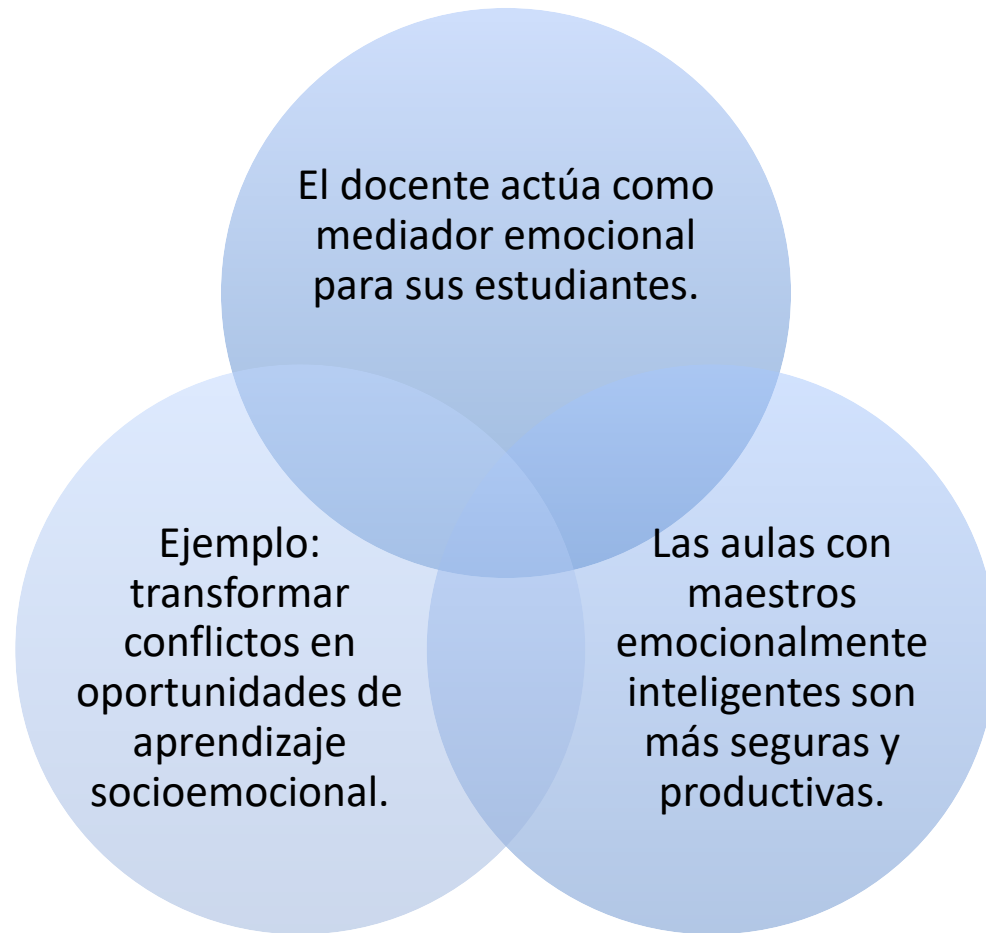 El docente actúa como
mediador emocional
para sus estudiantes.
Ejemplo:
transformar
conflictos en
oportunidades de
aprendizaje
socioemocional.
Las aulas con
maestros
emocionalmente
inteligentes son
más seguras y
productivas.